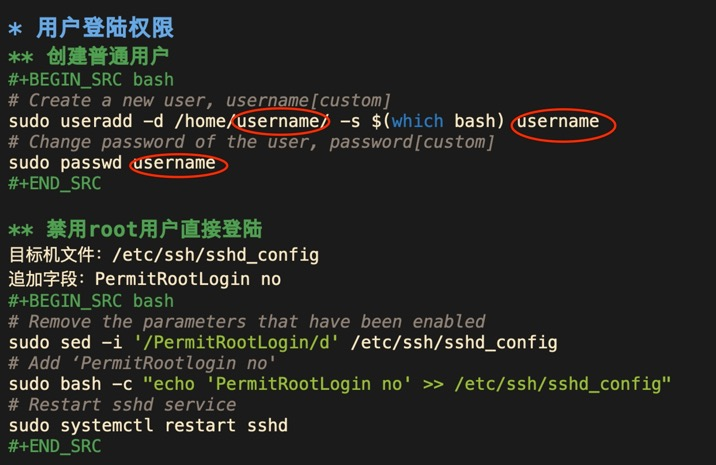 * 用户登陆权限
** 创建普通用户
#+BEGIN_SRC bash
# Create a new user, username[custom]
sudo useradd -d /home/username/ -s $(which bash) username
# Change password of the user, password[custom]
sudo passwd username
#+END_SRC
** 禁用root用户直接登陆
目标机文件：/etc/ssh/sshd_config
追加字段：PermitRootLogin no
#+BEGIN_SRC bash
# Remove the parameters that have been enabled
sudo sed -i '/PermitRootLogin/d' /etc/ssh/sshd_config
# Add ‘PermitRootlogin no'
sudo bash -c "echo 'PermitRootLogin no' >> /etc/ssh/sshd_config"
# Restart sshd service
sudo systemctl restart sshd
#+END_SRC